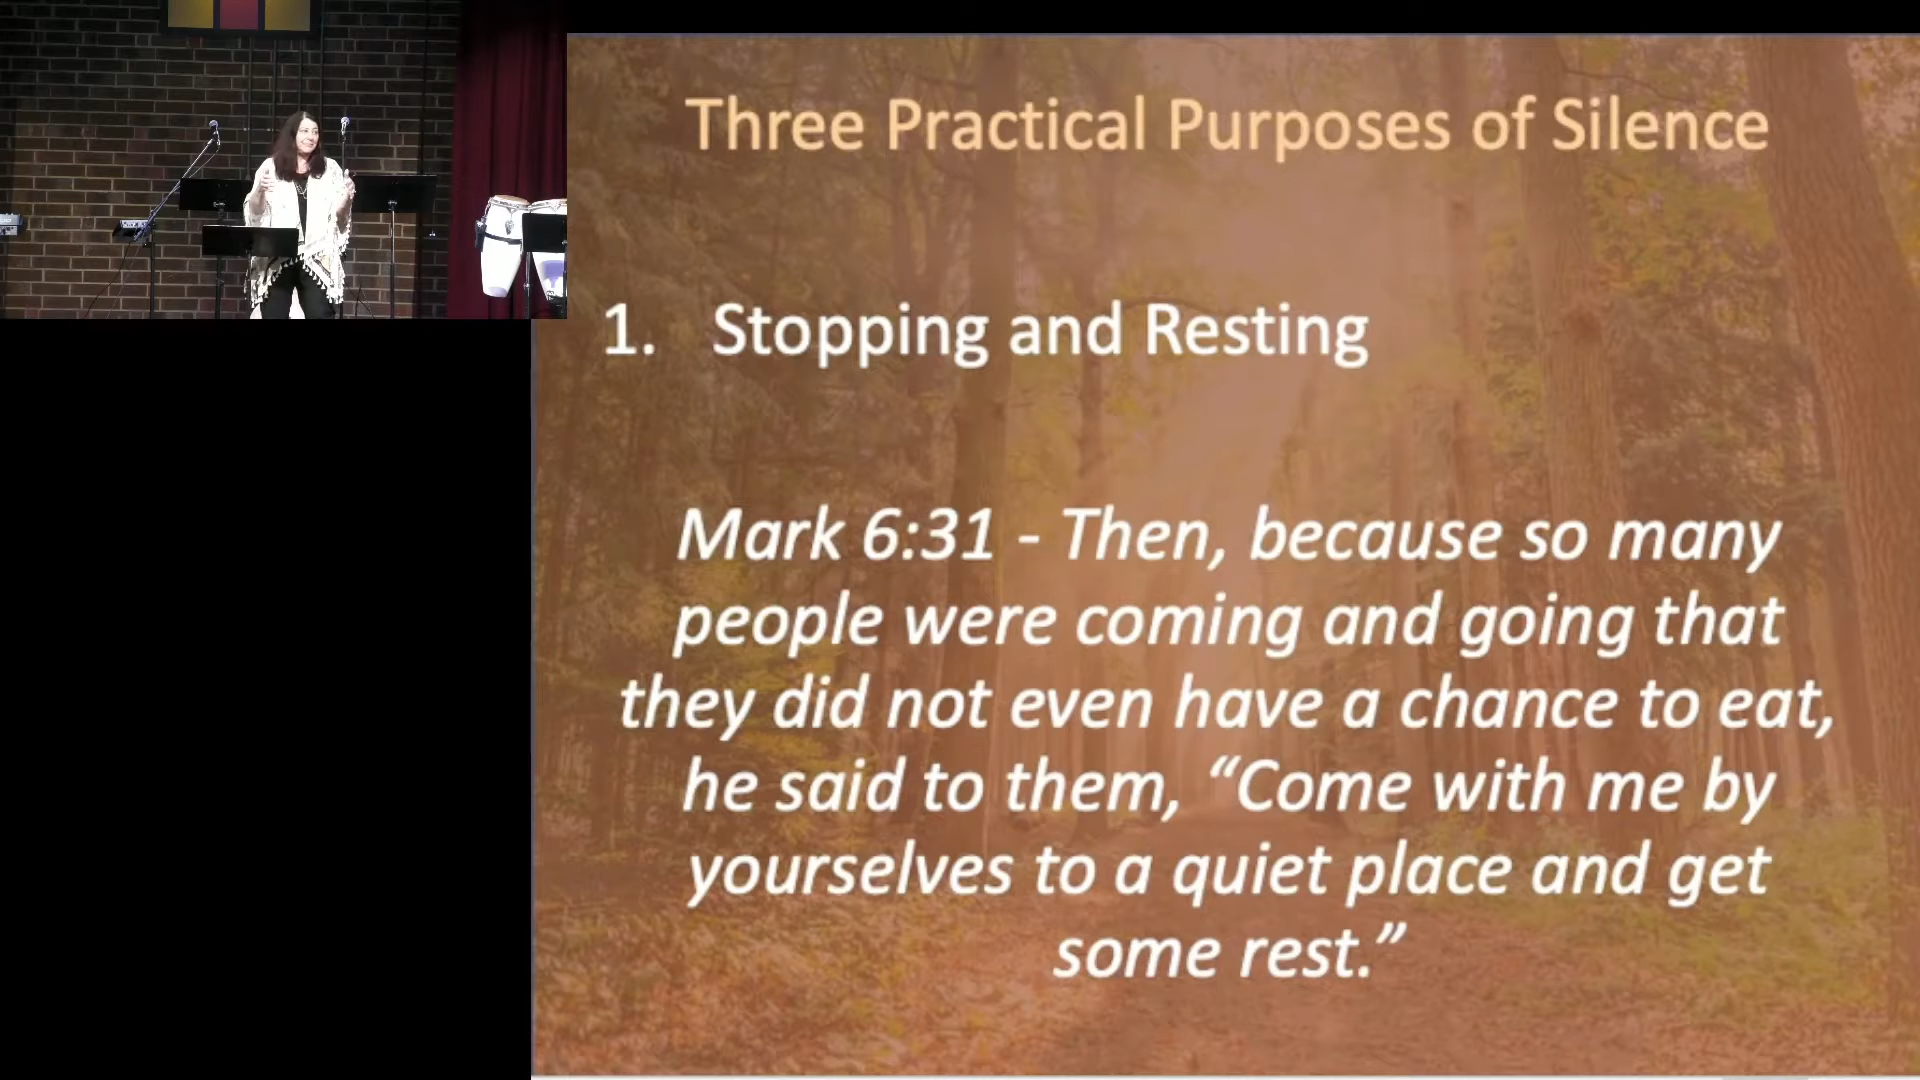 Three Practical Purposes of Silence
1. Stopping and Resting
Mark 6:31 - Then, because so many
people were coming and going that
they did not even have a chance to eat,
he said to them, “Come with me by
yourselves to a quiet place and get
some rest.”